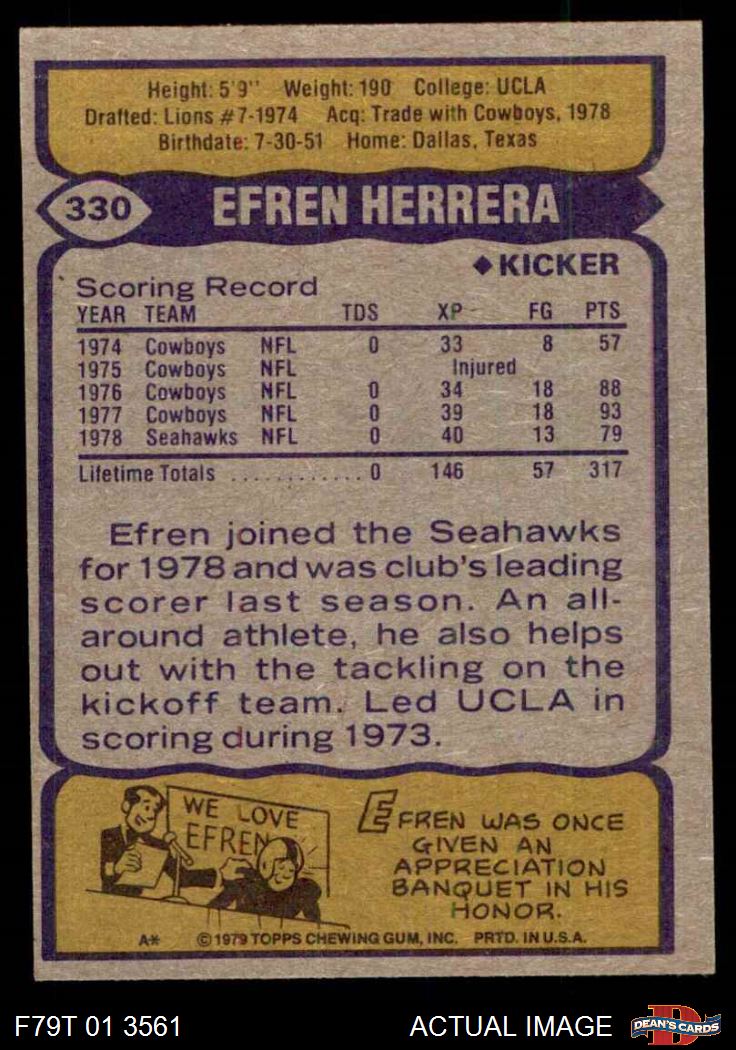 Height: 5'9" Weight: 190 College: UCLA
Drafted: Lions #7-1974 Acq: Trade with Cowboys, 1978
Birthdate: 7-30-51 Home: Dallas, Texas
330 EFREN HERRERA
◆KICKER
Scoring Record
YEAR TEAM TDS XP FG PTS
1974 Cowboys NFL 0 33 8 57
1975 Cowboys NFL Injured
1976 Cowboys NFL 0 34 18 88
1977 Cowboys NFL 0 39 18 93
1978 Seahawks NFL 0 40 13 79
Lifetime Totals ............ 0 146 57 317
Efren joined the Seahawks
for 1978 and was club's leading
scorer last season. An all-
around athlete, he also helps
out with the tackling on the
kickoff team. Led UCLA in
scoring during 1973.
WE LOVE
EFREN
EFREN WAS ONCE
GIVEN AN
APPRECIATION
BANQUET IN HIS
HONOR.
A* ©1979 TOPPS CHEWING GUM, INC. PRTD. IN U.S.A.
F79T 01 3561 ACTUAL IMAGE D DEAN'S CARDS